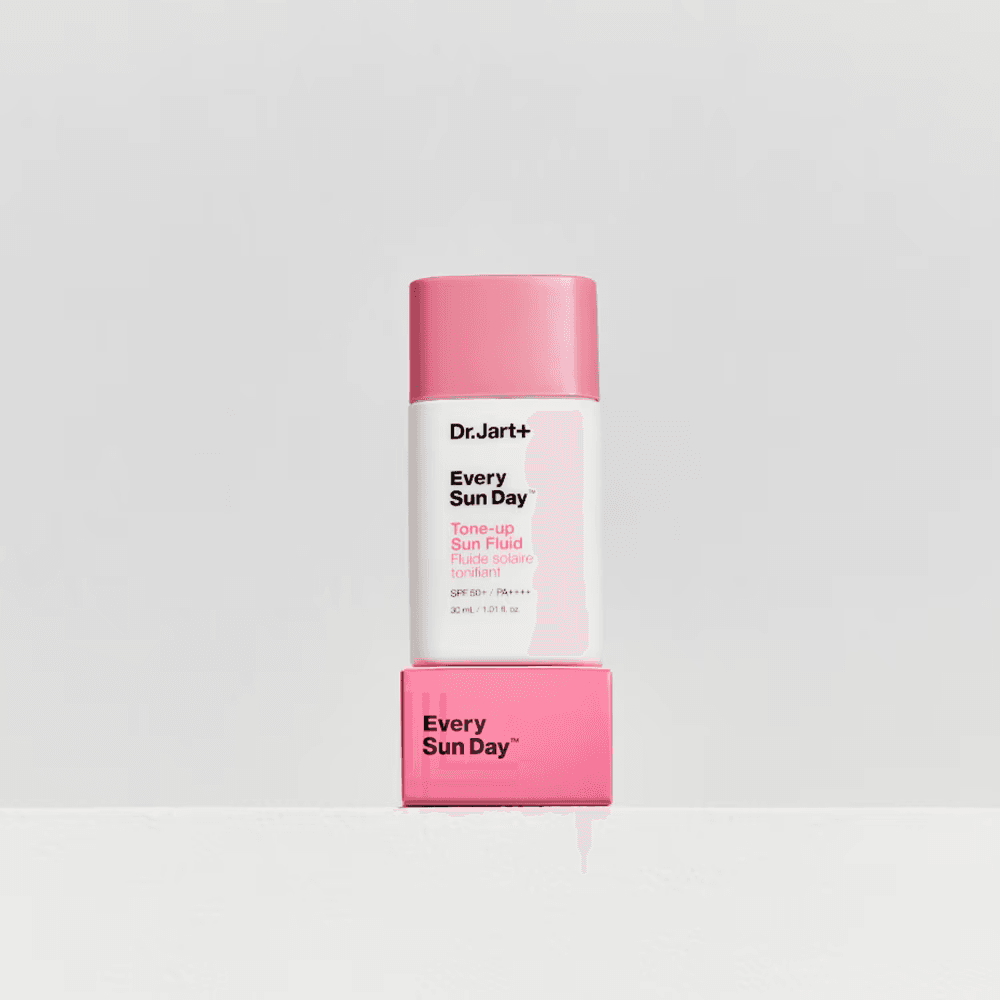 Dr.Jart+
Every
Sun Day™
Tone-up
Sun Fluid
Fluide solaire
tonifiant
SPF 50+ / PA++++
30 mL / 1.01 fl. oz.
Every
Sun Day™